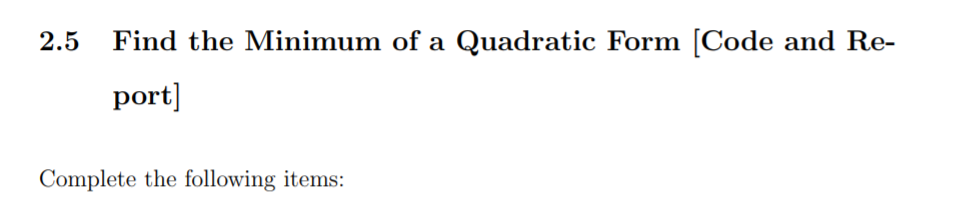 2.5 Find the Minimum of a Quadratic Form [Code and Re-
port]
Complete the following items: